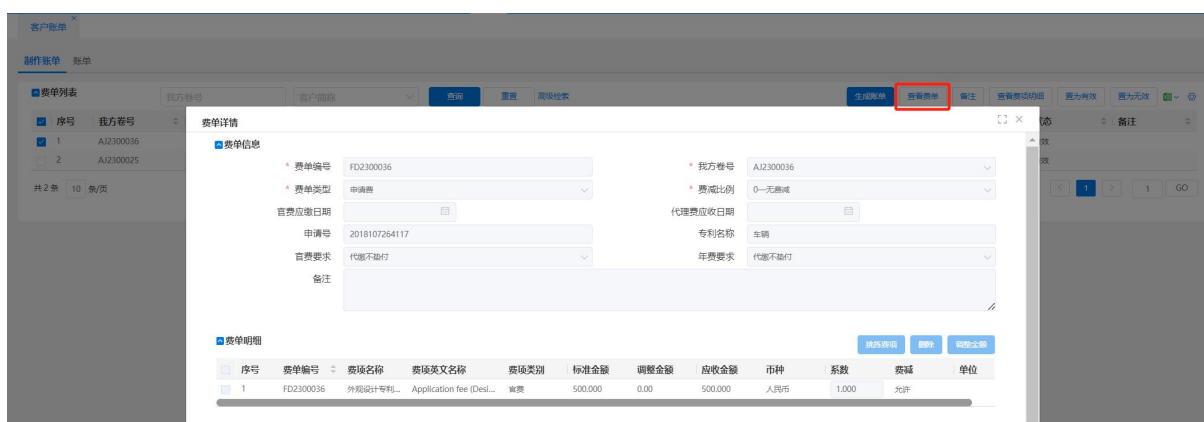 客户账单 ×
制作账单 账单
费单列表 我方卷号 客户简称 查询 重置 高级检索 生成账单 查看费单 备注 查看费项明细 置为有效 置为无效
序号 我方卷号 态 备注
1 AJ2300036 效
2 AJ2300025 效
共2条 10 条/页 1 1 GO
费单详情
费单信息
* 费单编号 FD2300036 * 我方卷号 AJ2300036
* 费单类型 申请费 * 费减比例 0—无费减
官费应缴日期 代理费应收日期
申请号 2018107264117 专利名称 车辆
官费要求 代缴不垫付 年费要求 代缴不垫付
备注
费单明细 挑拣费项 删除 调整金额
序号 费单编号 费项名称 费项英文名称 费项类别 标准金额 调整金额 应收金额 币种 系数 费减 单位
1 FD2300036 外观设计专利... Application fee (Desi... 官费 500.000 0.00 500.000 人民币 1.000 允许